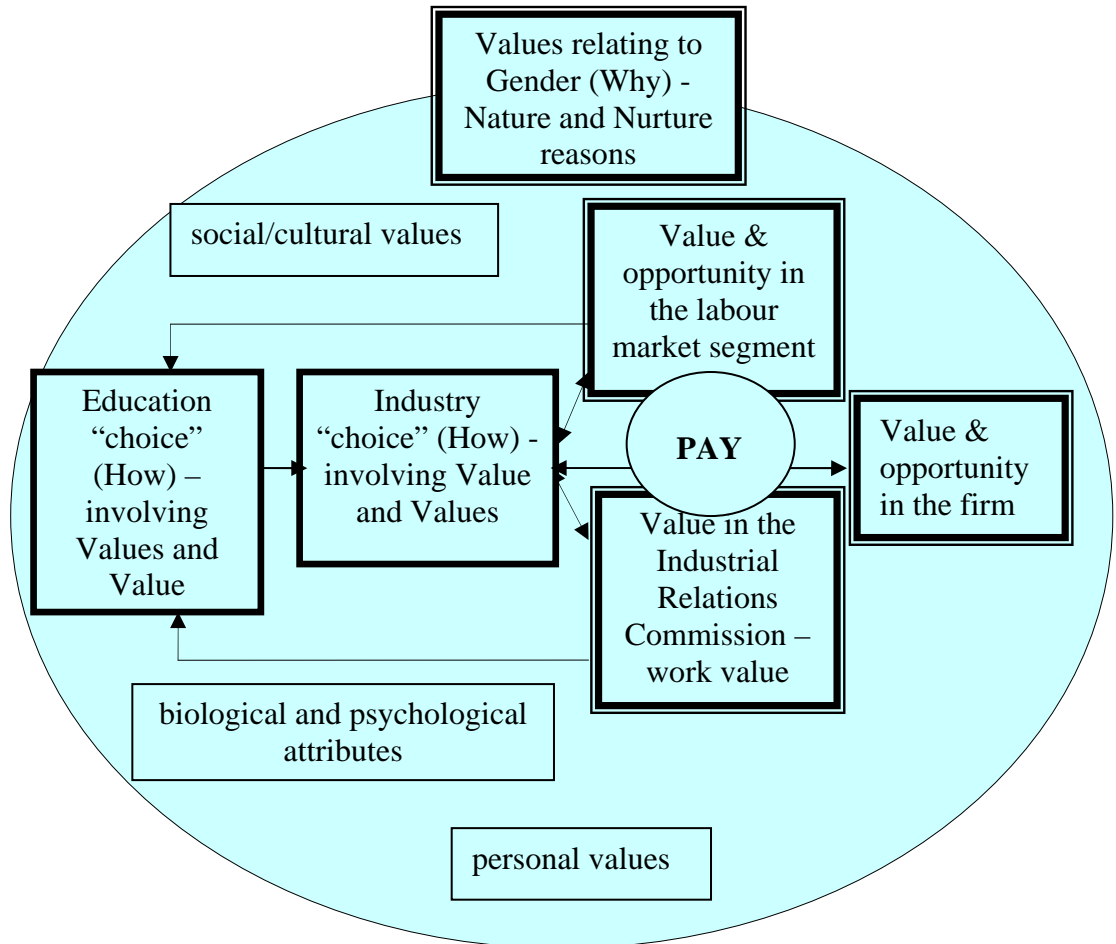 Values relating to
Gender (Why) -
Nature and Nurture
reasons
social/cultural values
Value &
opportunity in
the labour
market segment
Education
“choice”
(How) –
involving
Values and
Value
Industry
“choice” (How) -
involving Value
and Values
PAY
Value &
opportunity
in the firm
Value in the
Industrial
Relations
Commission –
work value
biological and psychological
attributes
personal values